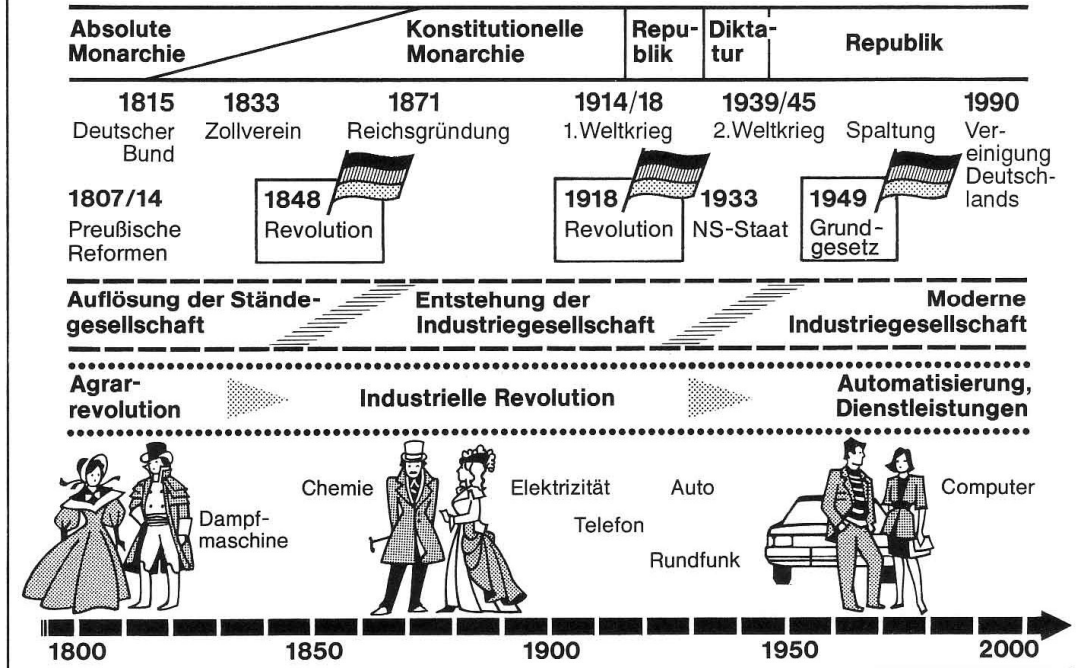 Absolute Monarchie
Konstitutionelle Monarchie
Repu-
blik
Dikta-
tur
Republik
1815
Deutscher
Bund
1833
Zollverein
1871
Reichsgründung
1914/18
1. Weltkrieg
1939/45
2. Weltkrieg
Spaltung
1990
Ver-
einigung
Deutsch-
lands
1807/14
Preußische
Reformen
1848
Revolution
1918
Revolution
1933
NS-Staat
1949
Grund-
gesetz
Auflösung der Stände-
gesellschaft
Entstehung der
Industriegesellschaft
Moderne
Industriegesellschaft
Agrar-
revolution
Industrielle Revolution
Automatisierung,
Dienstleistungen
Dampf-
maschine
Chemie
Elektrizität
Telefon
Auto
Rundfunk
Computer
1800
1850
1900
1950
2000